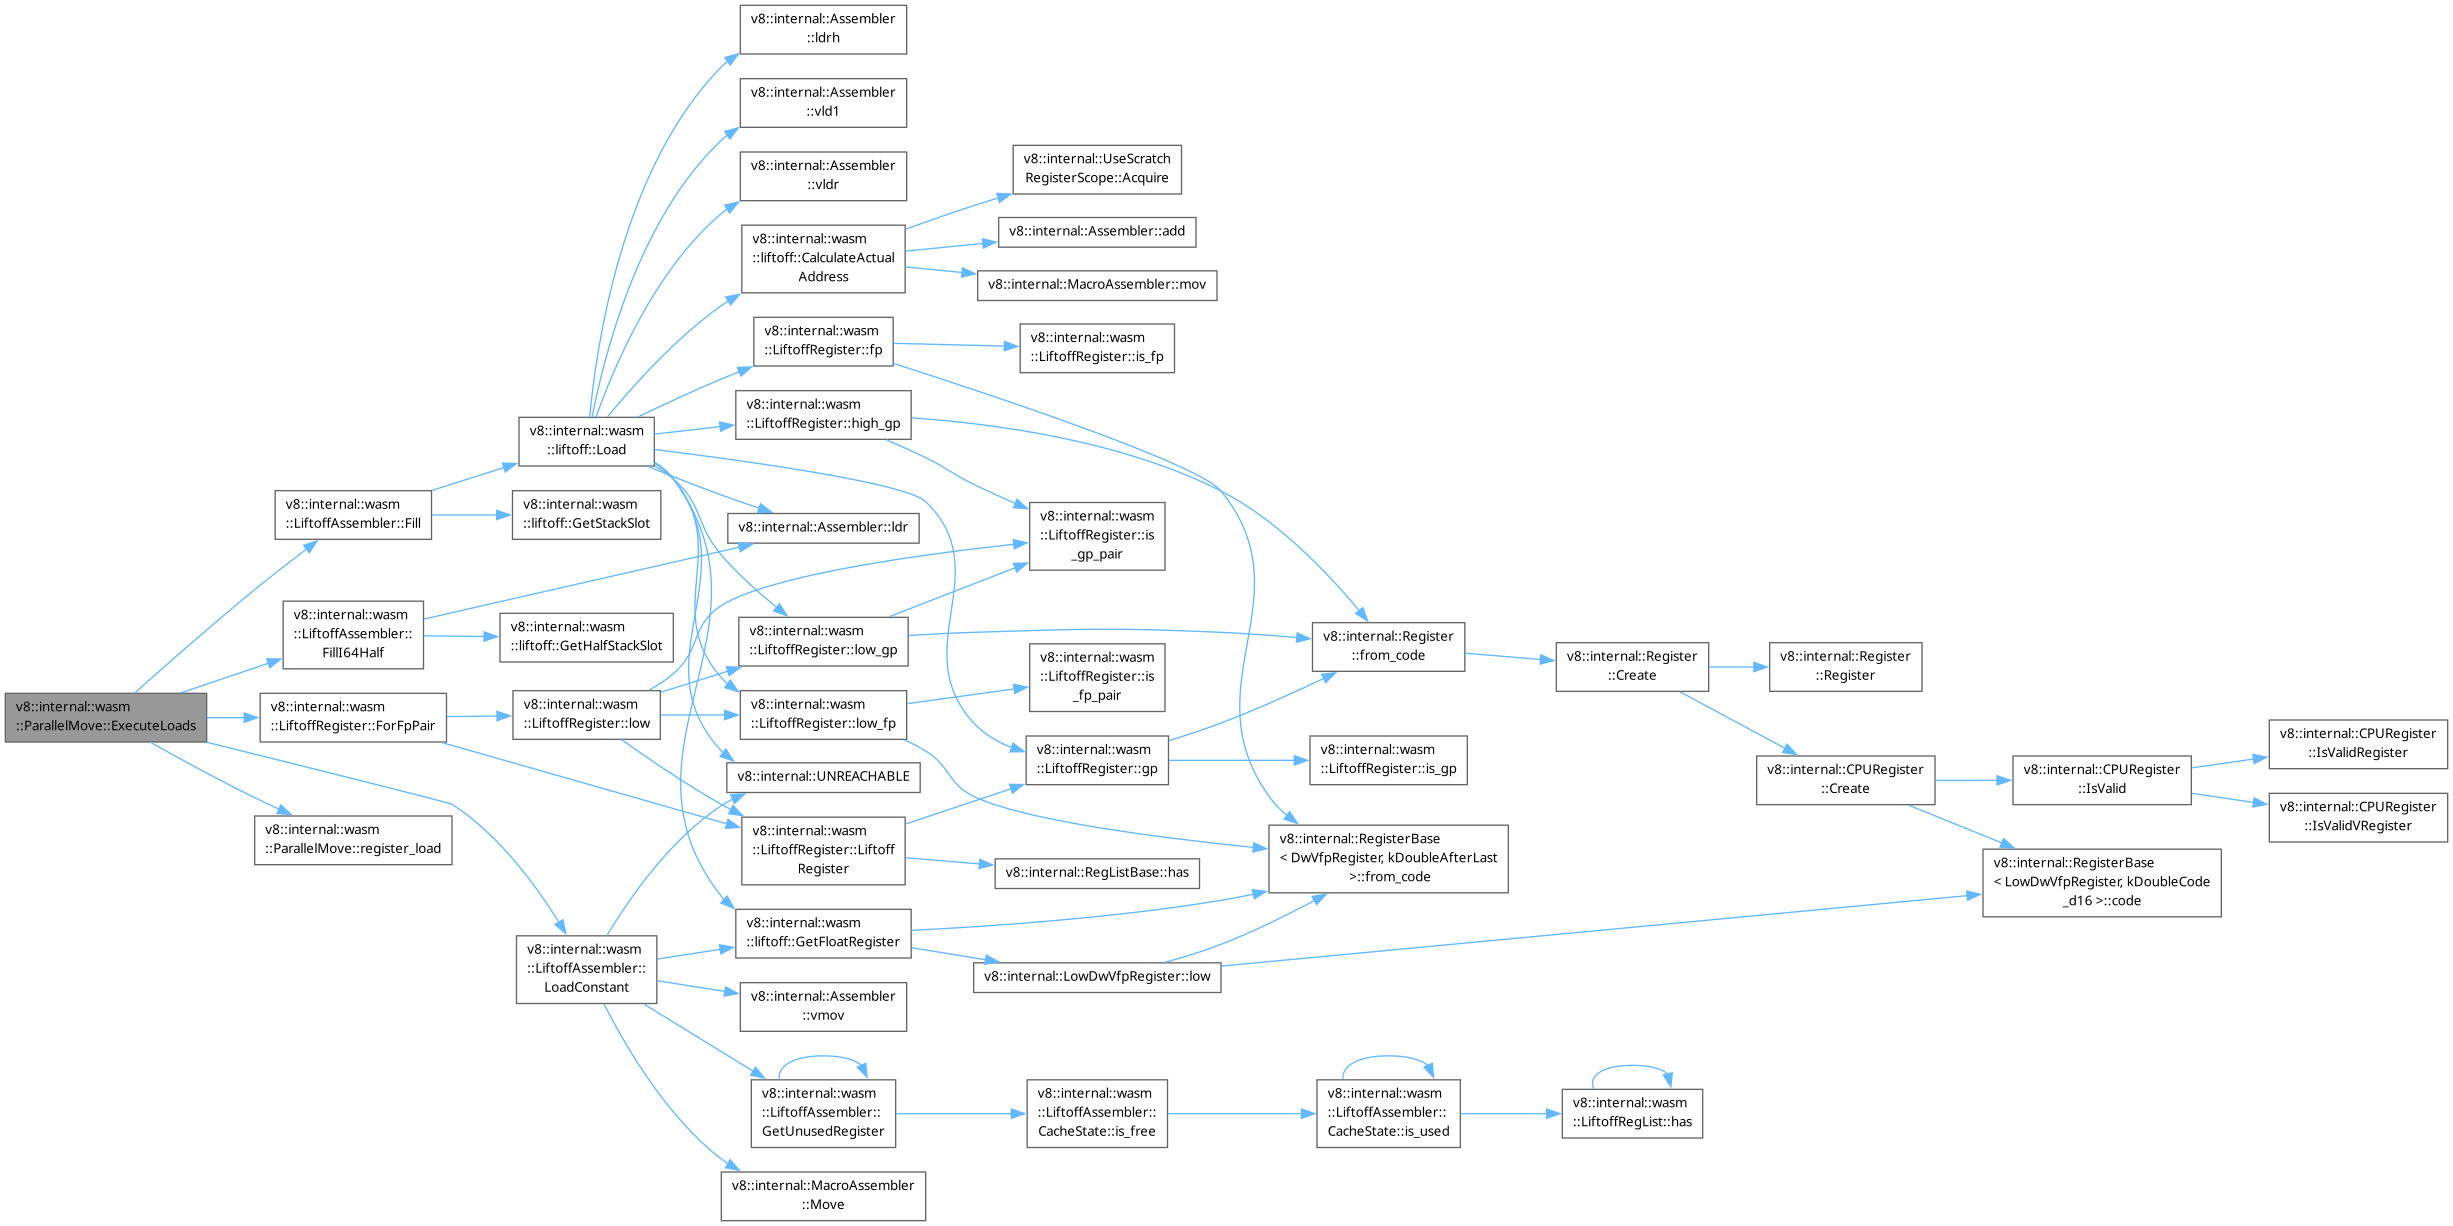 v8::internal::wasm
::ParallelMove::ExecuteLoads
v8::internal::wasm
::LiftoffAssembler::Fill
v8::internal::wasm
::LiftoffAssembler::
FillI64Half
v8::internal::wasm
::LiftoffRegister::ForFpPair
v8::internal::wasm
::ParallelMove::register_load
v8::internal::wasm
::liftoff::Load
v8::internal::wasm
::liftoff::GetStackSlot
v8::internal::wasm
::liftoff::GetHalfStackSlot
v8::internal::wasm
::LiftoffRegister::low
v8::internal::wasm
::LiftoffAssembler::
LoadConstant
v8::internal::Assembler
::ldrh
v8::internal::Assembler
::vld1
v8::internal::Assembler
::vldr
v8::internal::wasm
::liftoff::CalculateActual
Address
v8::internal::wasm
::LiftoffRegister::fp
v8::internal::wasm
::LiftoffRegister::high_gp
v8::internal::Assembler::ldr
v8::internal::wasm
::LiftoffRegister::low_gp
v8::internal::wasm
::LiftoffRegister::low_fp
v8::internal::UNREACHABLE
v8::internal::wasm
::LiftoffRegister::Liftoff
Register
v8::internal::wasm
::liftoff::GetFloatRegister
v8::internal::Assembler
::vmov
v8::internal::wasm
::LiftoffAssembler::
GetUnusedRegister
v8::internal::MacroAssembler
::Move
v8::internal::UseScratch
RegisterScope::Acquire
v8::internal::Assembler::add
v8::internal::MacroAssembler::mov
v8::internal::wasm
::LiftoffRegister::is_fp
v8::internal::wasm
::LiftoffRegister::is
_gp_pair
v8::internal::wasm
::LiftoffRegister::is
_fp_pair
v8::internal::wasm
::LiftoffRegister::gp
v8::internal::RegListBase::has
v8::internal::LowDwVfpRegister::low
v8::internal::wasm
::LiftoffAssembler::
CacheState::is_free
v8::internal::Register
::from_code
v8::internal::wasm
::LiftoffRegister::is_gp
v8::internal::RegisterBase
< DwVfpRegister, kDoubleAfterLast
>::from_code
v8::internal::wasm
::LiftoffAssembler::
CacheState::is_used
v8::internal::Register
::Create
v8::internal::wasm
::LiftoffRegList::has
v8::internal::Register
::Register
v8::internal::CPURegister
::Create
v8::internal::CPURegister
::IsValid
v8::internal::RegisterBase
< LowDwVfpRegister, kDoubleCode
_d16 >::code
v8::internal::CPURegister
::IsValidRegister
v8::internal::CPURegister
::IsValidVRegister